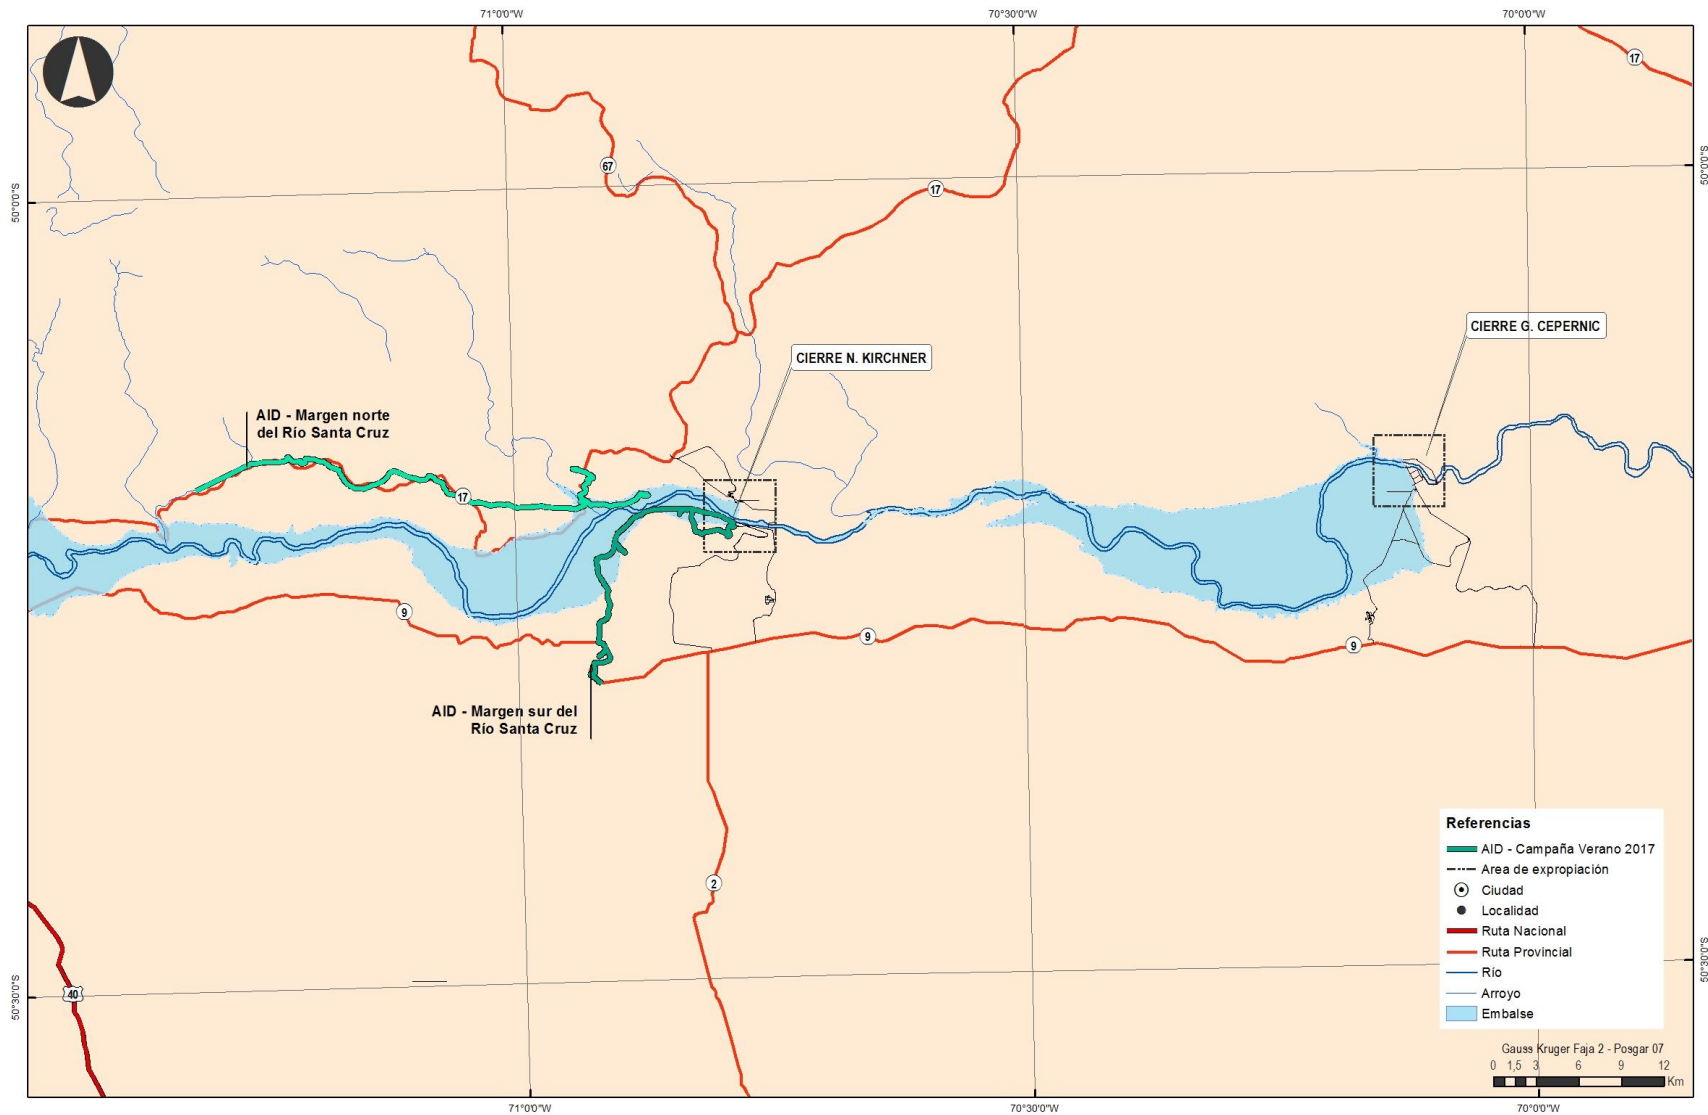 71°0'0"W
70°30'0"W
70°0'0"W
17
67
50°0'0"S
50°0'0"S
17
CIERRE G. CEPERNIC
CIERRE N. KIRCHNER
AID - Margen norte
del Río Santa Cruz
17
9
9
9
AID - Margen sur del
Río Santa Cruz
2
40
50°30'0"S
50°30'0"S
Referencias
AID - Campaña Verano 2017
Area de expropiación
Ciudad
Localidad
Ruta Nacional
Ruta Provincial
Río
Arroyo
Embalse
Gauss Kruger Faja 2 - Posgar 07
0 1,5 3 6 9 12
Km
71°0'0"W
70°30'0"W
70°0'0"W